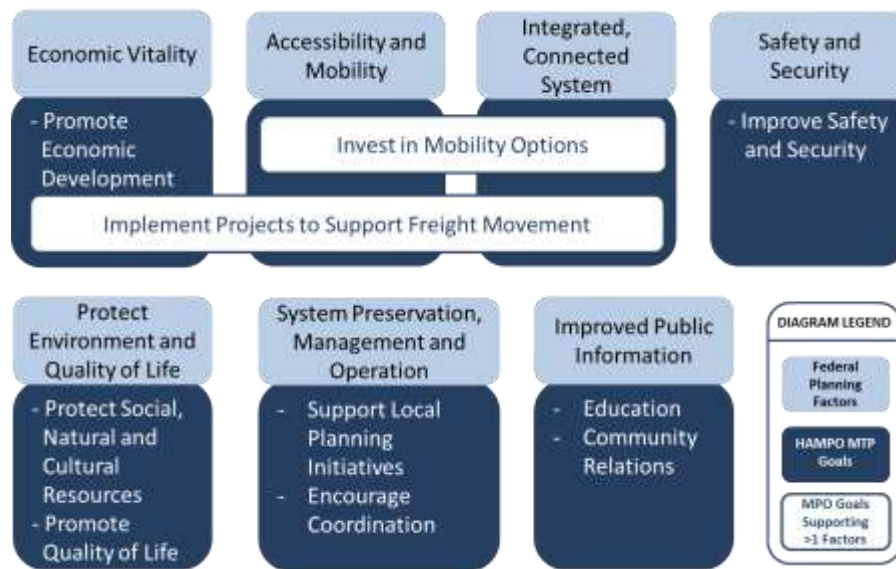 Economic Vitality
Accessibility and
Mobility
Integrated,
Connected
System
Safety and
Security
- Promote
Economic
Development
Invest in Mobility Options
- Improve Safety
and Security
Implement Projects to Support Freight Movement
Protect
Environment and
Quality of Life
System Preservation,
Management and
Operation
Improved Public
Information
- Protect Social,
Natural and
Cultural
Resources
- Promote
Quality of Life
- Support Local
Planning
Initiatives
- Encourage
Coordination
- Education
- Community
Relations
DIAGRAM LEGEND
Federal
Planning
Factors
HAMPO MTP
Goals
MPO Goals
Supporting
>1 Factors